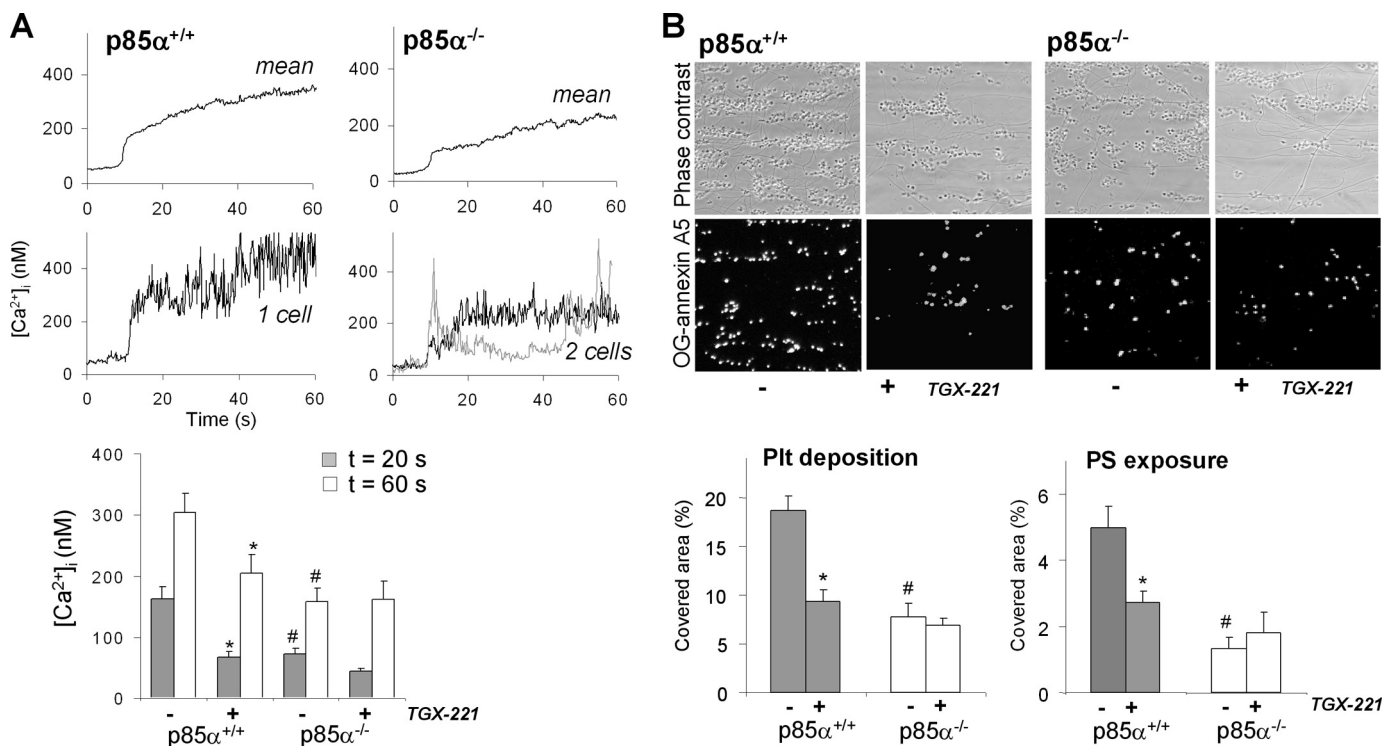 A
p85α+/+
p85α-/-
mean
mean
400
200
0
0 20 40 60
400
200
0
0 20 40 60
[Ca2+]i (nM)
400
200
0
1 cell
0 20 40 60
Time (s)
400
200
0
2 cells
0 20 40 60
[Ca2+]i (nM)
400
300
200
100
0
t = 20 s
t = 60 s
*
*
#
#
- + - + TGX-221
p85α+/+ p85α-/-
B
p85α+/+ p85α-/-
Phase contrast
OG-annexin A5
- + TGX-221 - + TGX-221
Plt deposition
Covered area (%)
20
15
10
5
0
*
#
- + - +
p85α+/+ p85α-/-
PS exposure
Covered area (%)
6
4
2
0
*
#
- + - + TGX-221
p85α+/+ p85α-/-